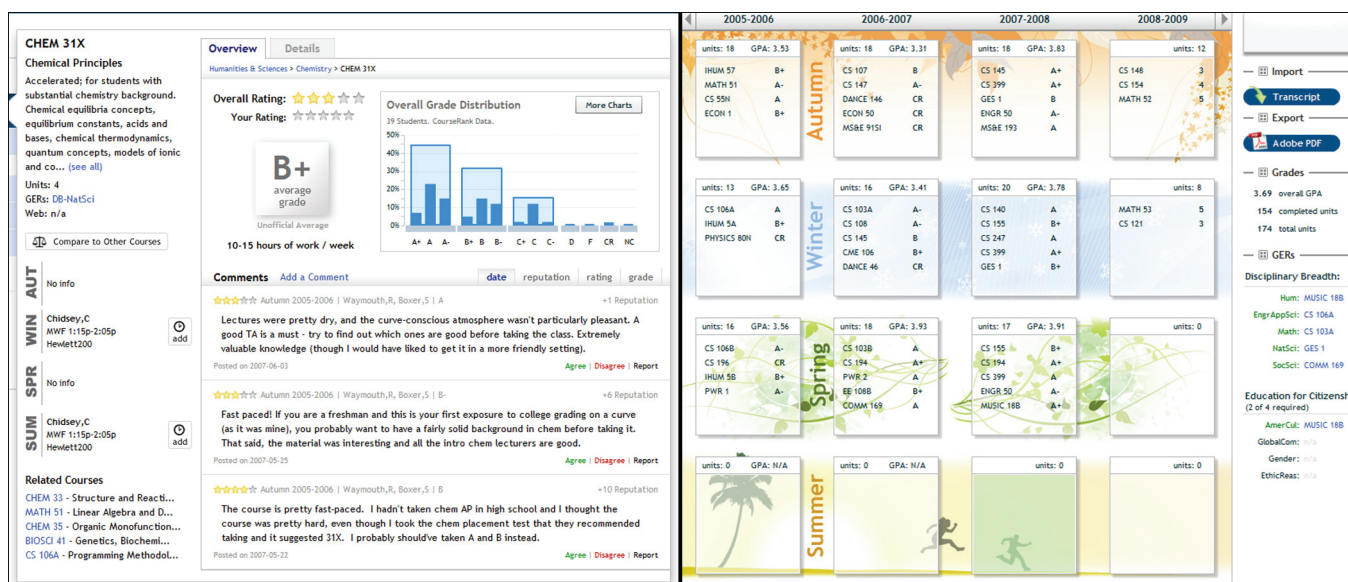 CHEM 31X
Chemical Principles
Accelerated; for students with
substantial chemistry background.
Chemical equilibria concepts,
equilibrium constants, acids and
bases, chemical thermodynamics,
quantum concepts, models of ionic
and co... (see all)
Units: 4
GERs: DB-NatSci
Web: n/a
Compare to Other Courses
AUT
No info
WIN
Chidsey,C
MWF 1:15p-2:05p
Hewlett200
add
SPR
No info
SUM
Chidsey,C
MWF 1:15p-2:05p
Hewlett200
add
Related Courses
CHEM 33 - Structure and Reacti...
MATH 51 - Linear Algebra and D...
CHEM 35 - Organic Monofunction...
BIOSCI 41 - Genetics, Biochemi...
CS 106A - Programming Methodol...
Overview Details
Humanities & Sciences > Chemistry > CHEM 31X
Overall Rating:
Your Rating:
B+
average
grade
Unofficial Average
10-15 hours of work / week
Overall Grade Distribution
More Charts
39 Students. CourseRank Data.
50%
40%
30%
20%
10%
0%
A+ A A- B+ B B- C+ C C- D F CR NC
Comments Add a Comment date reputation rating grade
Autumn 2005-2006 | Waymouth,R, Boxer,S | A +1 Reputation
Lectures were pretty dry, and the curve-conscious atmosphere wasn't particularly pleasant. A
good TA is a must - try to find out which ones are good before taking the class. Extremely
valuable knowledge (though I would have liked to get it in a more friendly setting).
Posted on 2007-06-03 Agree | Disagree | Report
Autumn 2005-2006 | Waymouth,R, Boxer,S | B- +6 Reputation
Fast paced! If you are a freshman and this is your first exposure to college grading on a curve
(as it was mine), you probably want to have a fairly solid background in chem before taking it.
That said, the material was interesting and all the intro chem lecturers are good.
Posted on 2007-05-25 Agree | Disagree | Report
Autumn 2005-2006 | Waymouth,R, Boxer,S | B +10 Reputation
The course is pretty fast-paced. I hadn't taken chem AP in high school and I thought the
course was pretty hard, even though I took the chem placement test that they recommended
taking and it suggested 31X. I probably should've taken A and B instead.
Posted on 2007-05-22 Agree | Disagree | Report
2005-2006 2006-2007 2007-2008 2008-2009
Autumn
units: 18 GPA: 3.53
IHUM 57 B+
MATH 51 A-
CS 55N A
ECON 1 B+
units: 18 GPA: 3.31
CS 107 B
CS 147 A-
DANCE 146 CR
ECON 50 CR
MS&E 91SI CR
units: 18 GPA: 3.83
CS 145 A+
CS 399 A+
GES 1 B
ENGR 50 A-
MS&E 193 A
units: 12
CS 148 3
CS 154 4
MATH 52 5
Winter
units: 13 GPA: 3.65
CS 106A A
IHUM 5A B+
PHYSICS 80N CR
units: 16 GPA: 3.41
CS 103A A-
CS 108 A-
CS 145 B
CME 106 B+
DANCE 46 CR
units: 20 GPA: 3.78
CS 140 A
CS 155 B+
CS 247 A
CS 399 A+
GES 1 B+
units: 8
MATH 53 5
CS 121 3
Spring
units: 16 GPA: 3.56
CS 106B A-
CS 196 CR
IHUM 5B B+
PWR 1 A-
units: 18 GPA: 3.93
CS 103B A
CS 194 A+
PWR 2 A
EE 108B B+
COMM 169 A
units: 17 GPA: 3.91
CS 155 B+
CS 194 A+
CS 399 A
ENGR 50 A-
MUSIC 18B A+
units: 0
Summer
units: 0 GPA: N/A
units: 0 GPA: N/A
units: 0
units: 0
Import
Transcript
Export
Adobe PDF
Grades
3.69 overall GPA
154 completed units
174 total units
GERs
Disciplinary Breadth:
Hum: MUSIC 18B
EngrAppSci: CS 106A
Math: CS 103A
NatSci: GES 1
SocSci: COMM 169
Education for Citizensh
(2 of 4 required)
AmerCul: MUSIC 18B
GlobalCom: n/a
Gender: n/a
EthicReas: n/a